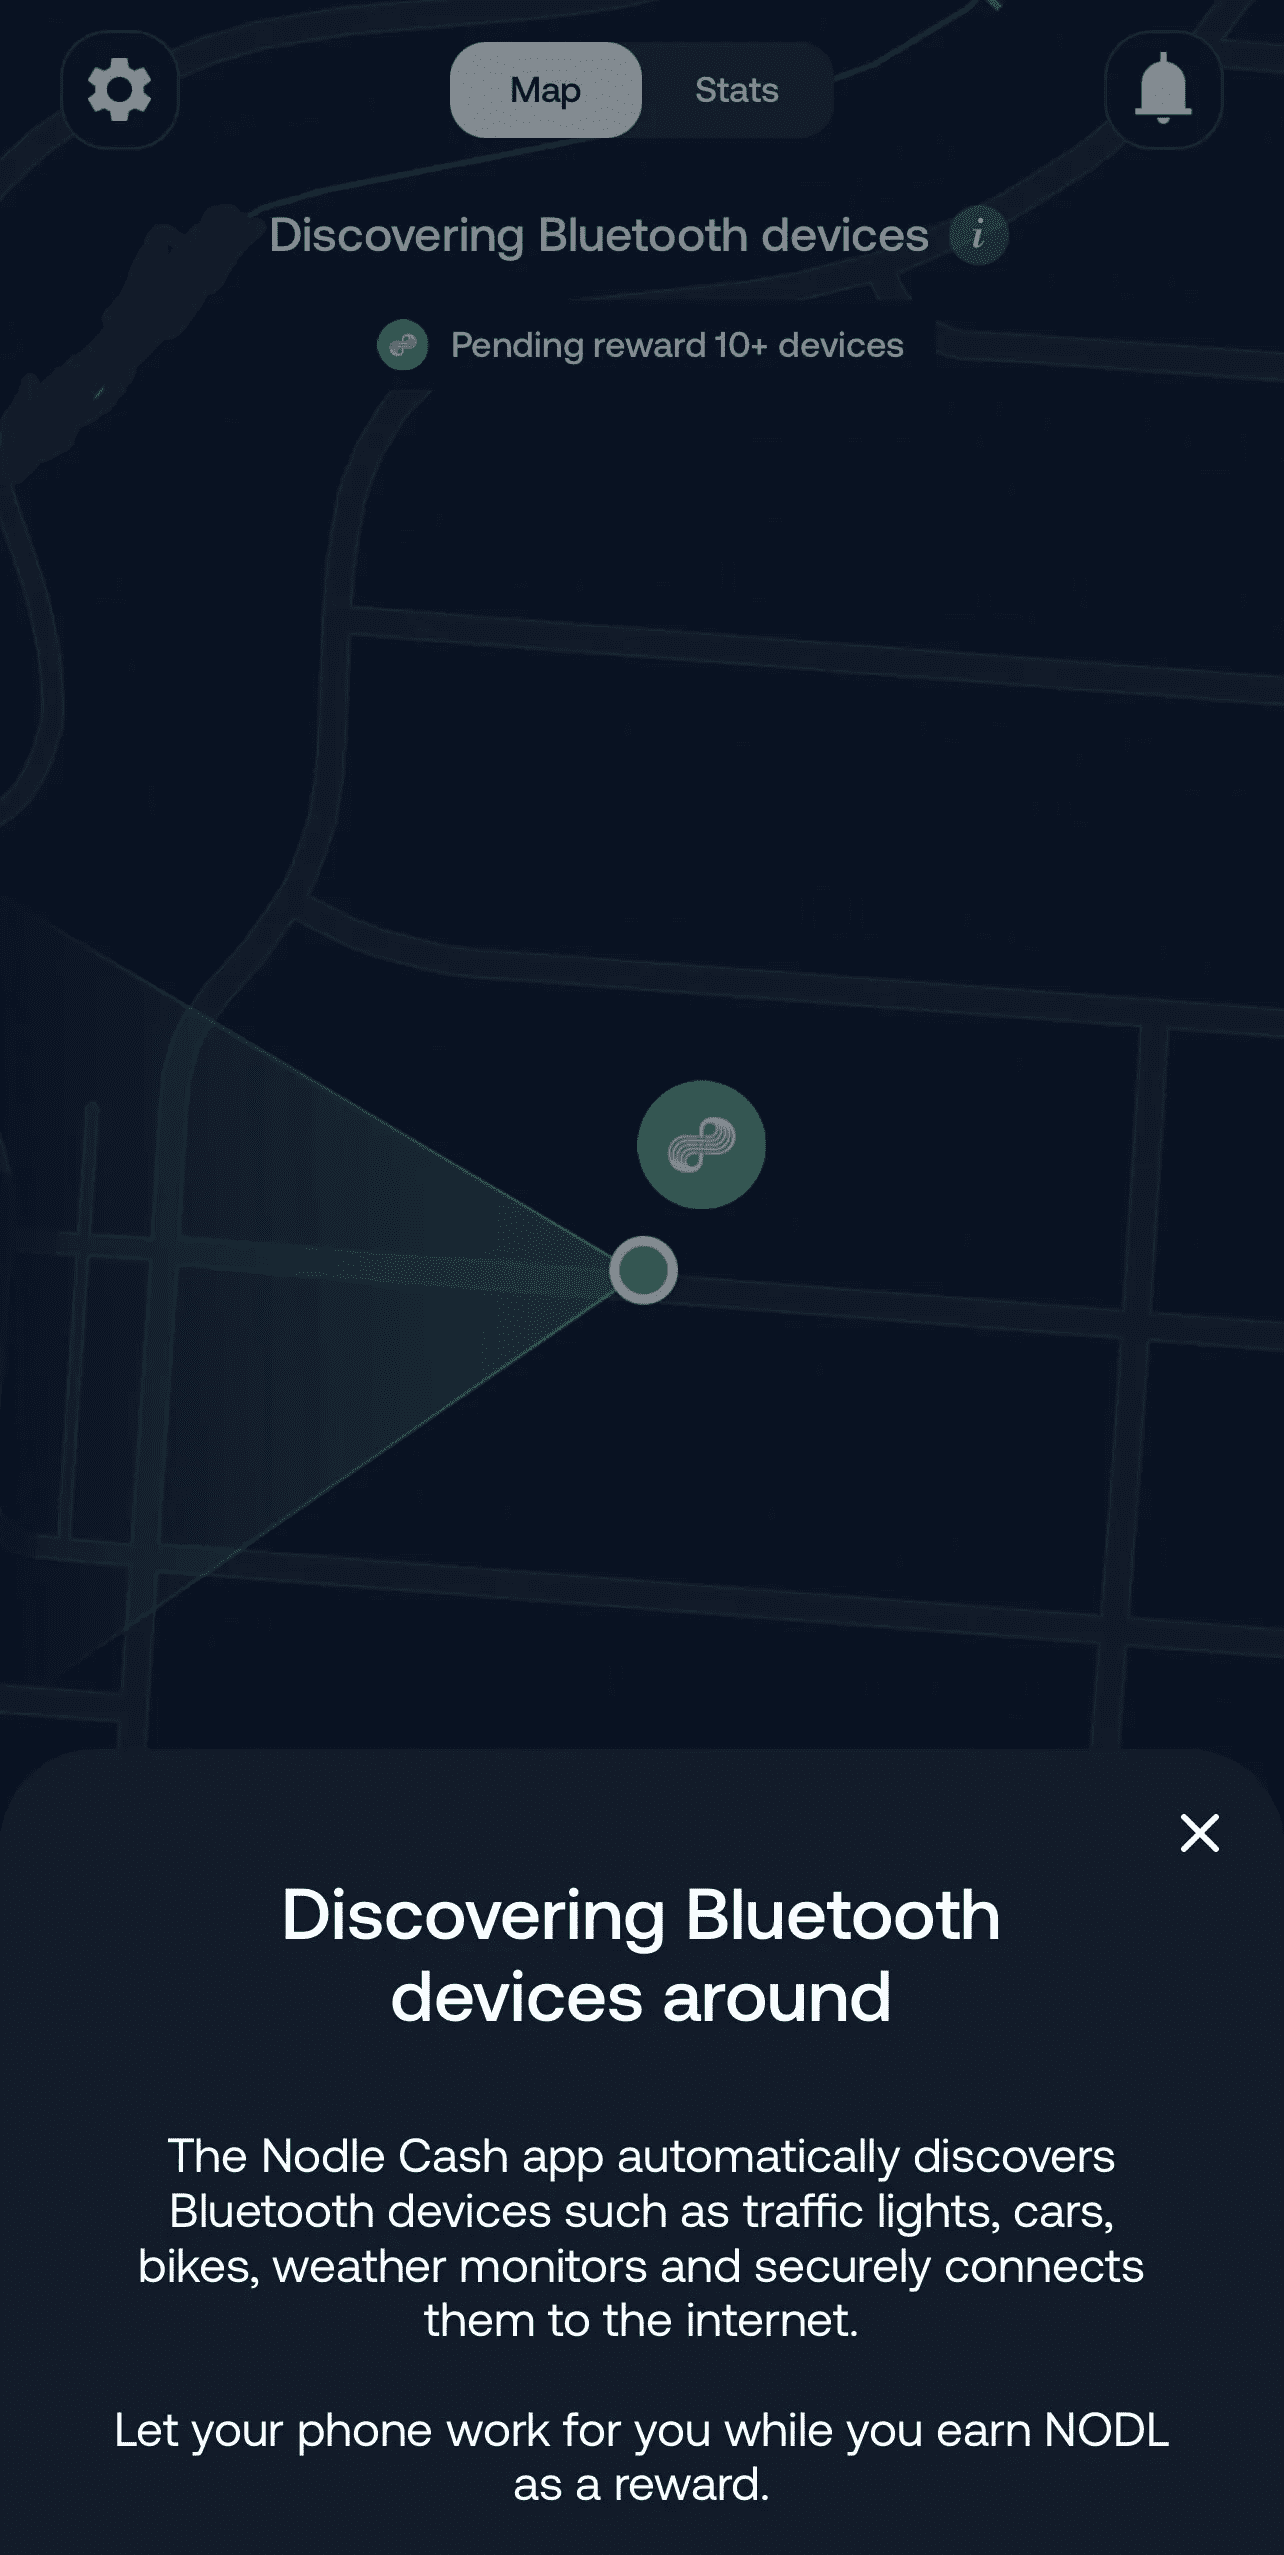 Map
Stats
Discovering Bluetooth devices i
Pending reward 10+ devices
Discovering Bluetooth
devices around
The Nodle Cash app automatically discovers
Bluetooth devices such as traffic lights, cars,
bikes, weather monitors and securely connects
them to the internet.
Let your phone work for you while you earn NODL
as a reward.